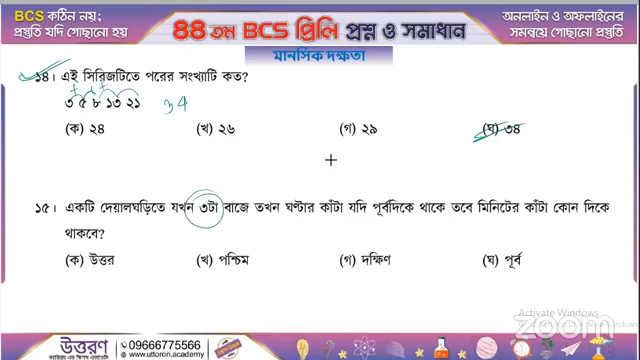 BCS কঠিন নয়;
প্রস্তুতি যদি গোছানো হয়
৪৪ তম BCS প্রিলি প্রশ্ন ও সমাধান
অনলাইন ও অফলাইনের
সমন্বয়ে গোছানো প্রস্তুতি
মানসিক দক্ষতা
১৪। এই সিরিজটিতে পরের সংখ্যাটি কত?
৩ ৫ ৮ ১৩ ২১ ৩৪
(ক) ২৪ (খ) ২৬ (গ) ২৯ (ঘ) ৩৪
১৫। একটি দেয়ালঘড়িতে যখন ৩টা বাজে তখন ঘণ্টার কাঁটা যদি পূর্বদিকে থাকে তবে মিনিটের কাঁটা কোন দিকে
থাকবে?
(ক) উত্তর (খ) পশ্চিম (গ) দক্ষিণ (ঘ) পূর্ব
Activate Windows
zoom
উত্তরণ
09666775566
www.uttoron.academy